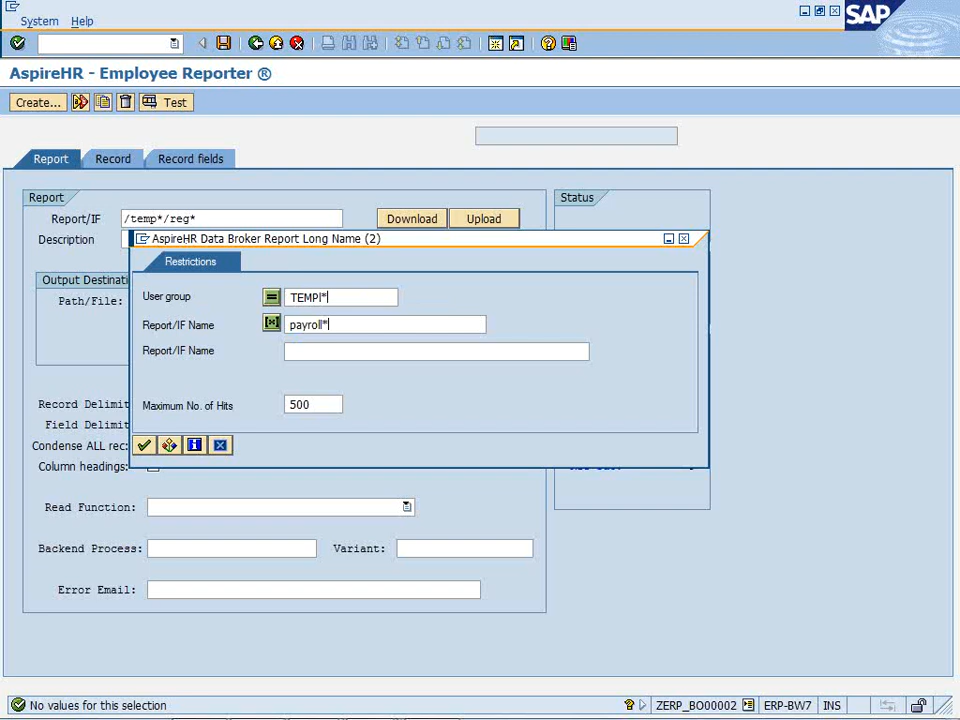 System Help
SAP
AspireHR - Employee Reporter ®
Create... Test
Report Record Record fields
Report Status
Report/IF /temp*/reg* Download Upload
AspireHR Data Broker Report Long Name (2)
Description
Restrictions
Output Destinati
User group TEMPl*
Path/File:
Report/IF Name payroll*
Report/IF Name
Record Delimit
Maximum No. of Hits 500
Field Delimit
Condense ALL rec:
Column headings:
Read Function:
Backend Process: Variant:
Error Email:
No values for this selection ZERP_BO00002 ERP-BW7 INS